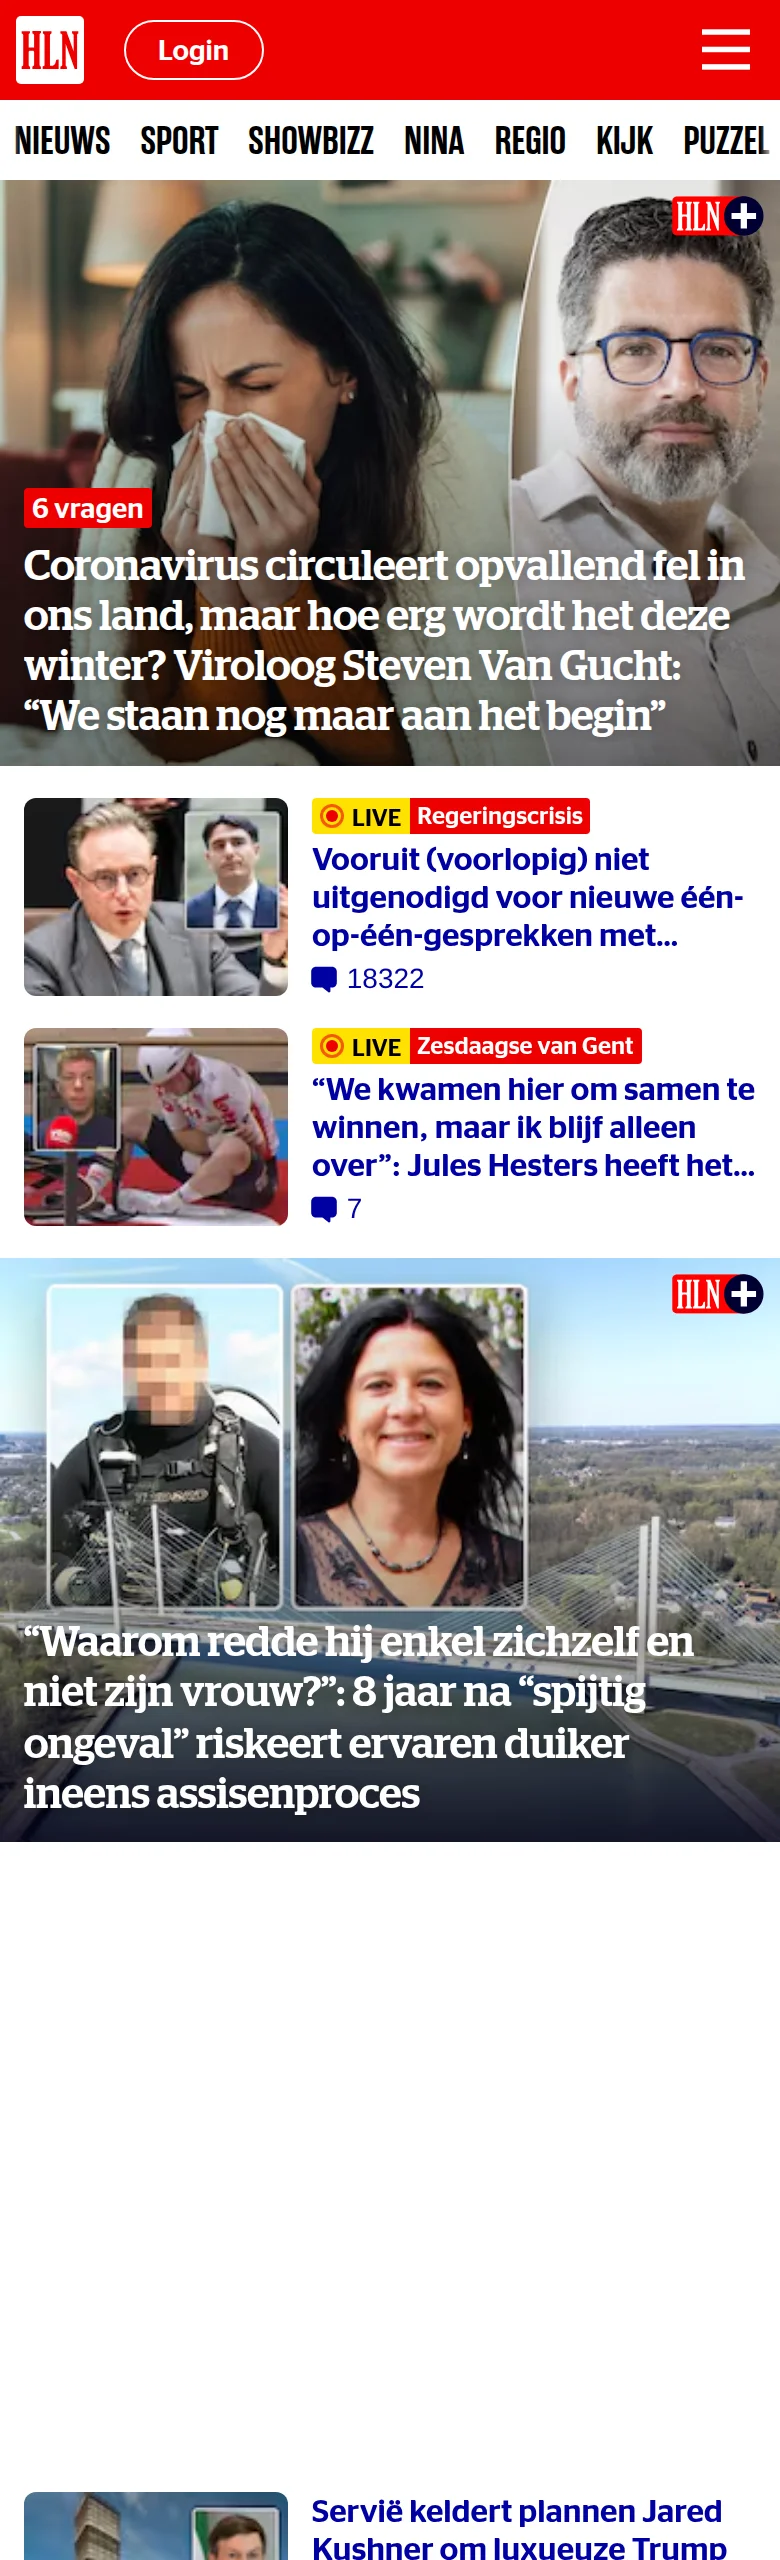 HLN
Login
NIEUWS SPORT SHOWBIZZ NINA REGIO KIJK PUZZEL
HLN+
6 vragen
Coronavirus circuleert opvallend fel in
ons land, maar hoe erg wordt het deze
winter? Viroloog Steven Van Gucht:
“We staan nog maar aan het begin”
LIVE Regeringscrisis
Vooruit (voorlopig) niet
uitgenodigd voor nieuwe één-
op-één-gesprekken met...
18322
LIVE Zesdaagse van Gent
“We kwamen hier om samen te
winnen, maar ik blijf alleen
over”: Jules Hesters heeft het...
7
HLN+
“Waarom redde hij enkel zichzelf en
niet zijn vrouw?”: 8 jaar na “spijtig
ongeval” riskeert ervaren duiker
ineens assisenproces
Servië keldert plannen Jared
Kushner om luxueuze Trump